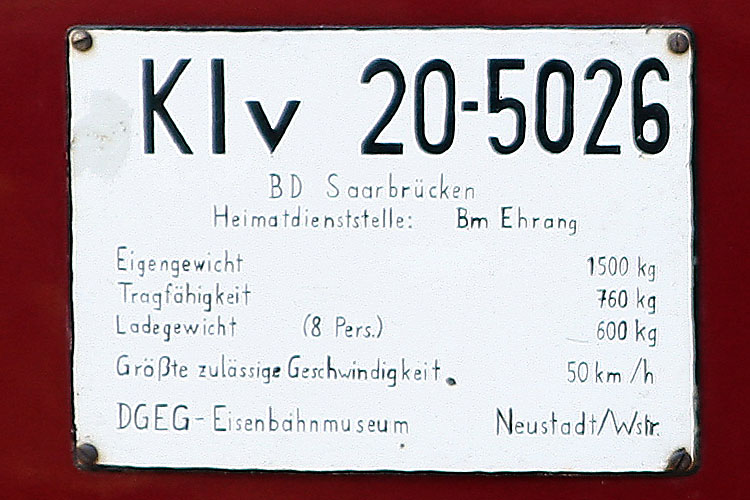 Klv 20-5026
BD Saarbrücken
Heimatdienststelle: Bm Ehrang
Eigengewicht 1500 kg
Tragfähigkeit 760 kg
Ladegewicht (8 Pers.) 600 kg
Größte zulässige Geschwindigkeit. 50 km/h
DGEG-Eisenbahnmuseum Neustadt/Wstr.